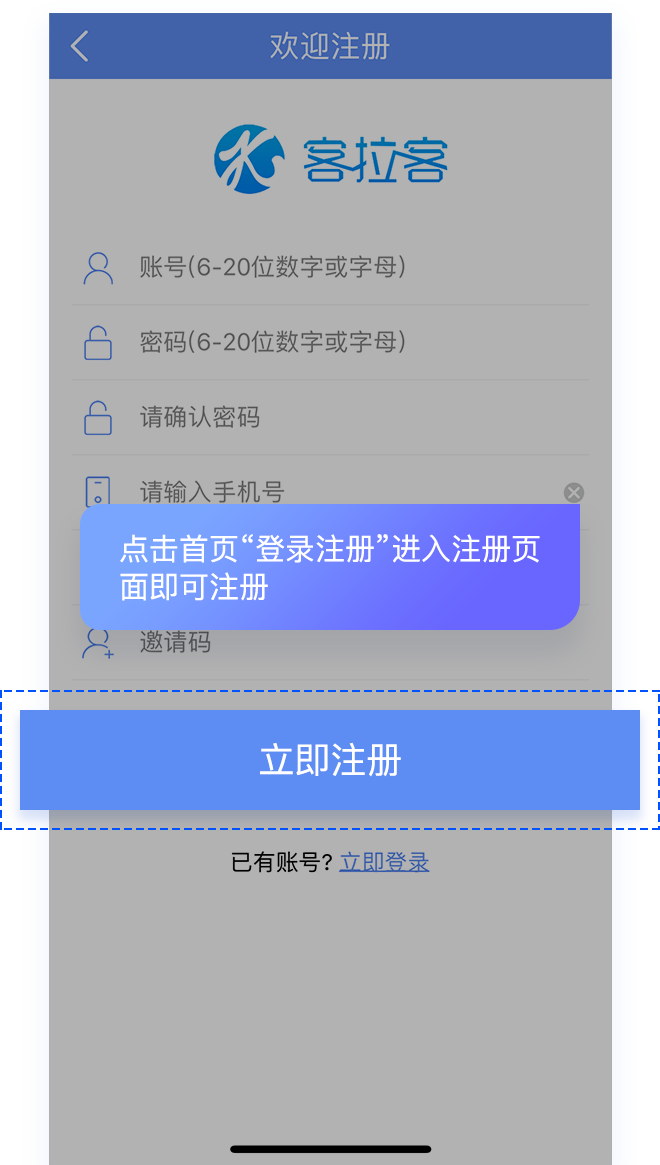 欢迎注册
客拉客
账号(6-20位数字或字母)
密码(6-20位数字或字母)
请确认密码
请输入手机号
点击首页“登录注册”进入注册页
面即可注册
邀请码
立即注册
已有账号? 立即登录